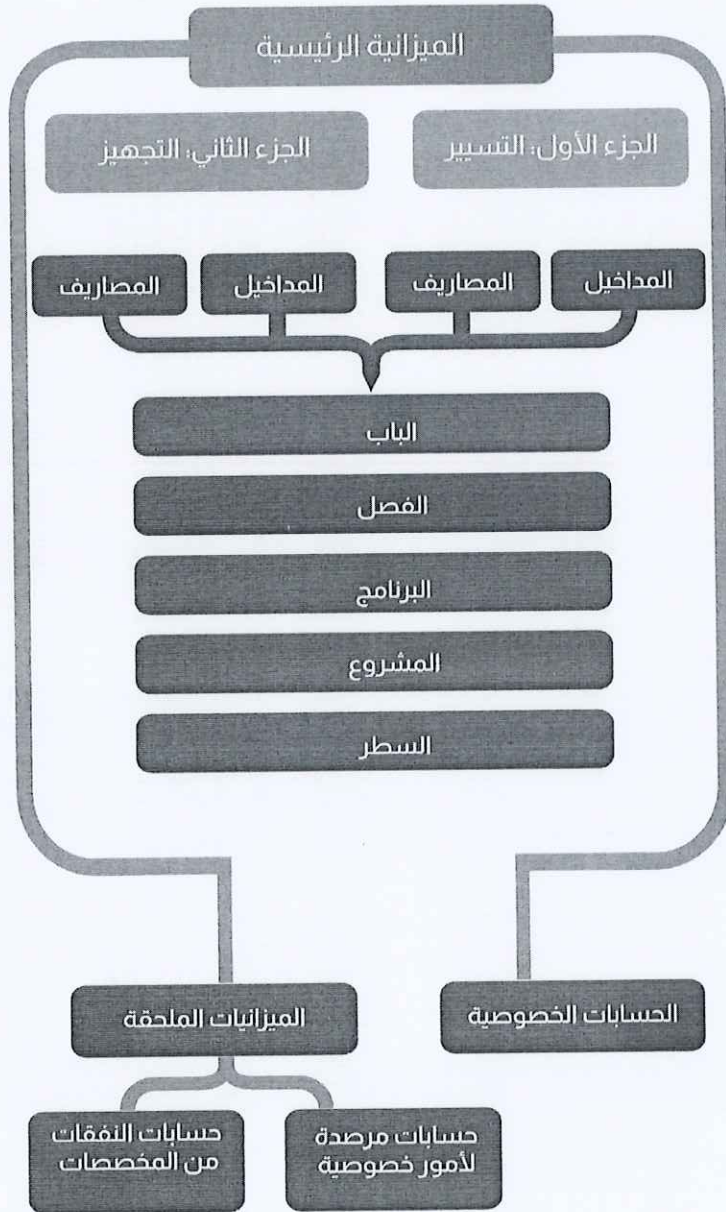 الميزانية الرئيسية
الجزء الأول: التسيير
الجزء الثاني: التجهيز
المداخيل
المصاريف
المداخيل
المصاريف
الباب
الفصل
البرنامج
المشروع
السطر
الحسابات الخصوصية
الميزانيات الملحقة
حسابات مرصدة
لأمور خصوصية
حسابات النفقات
من المخصصات